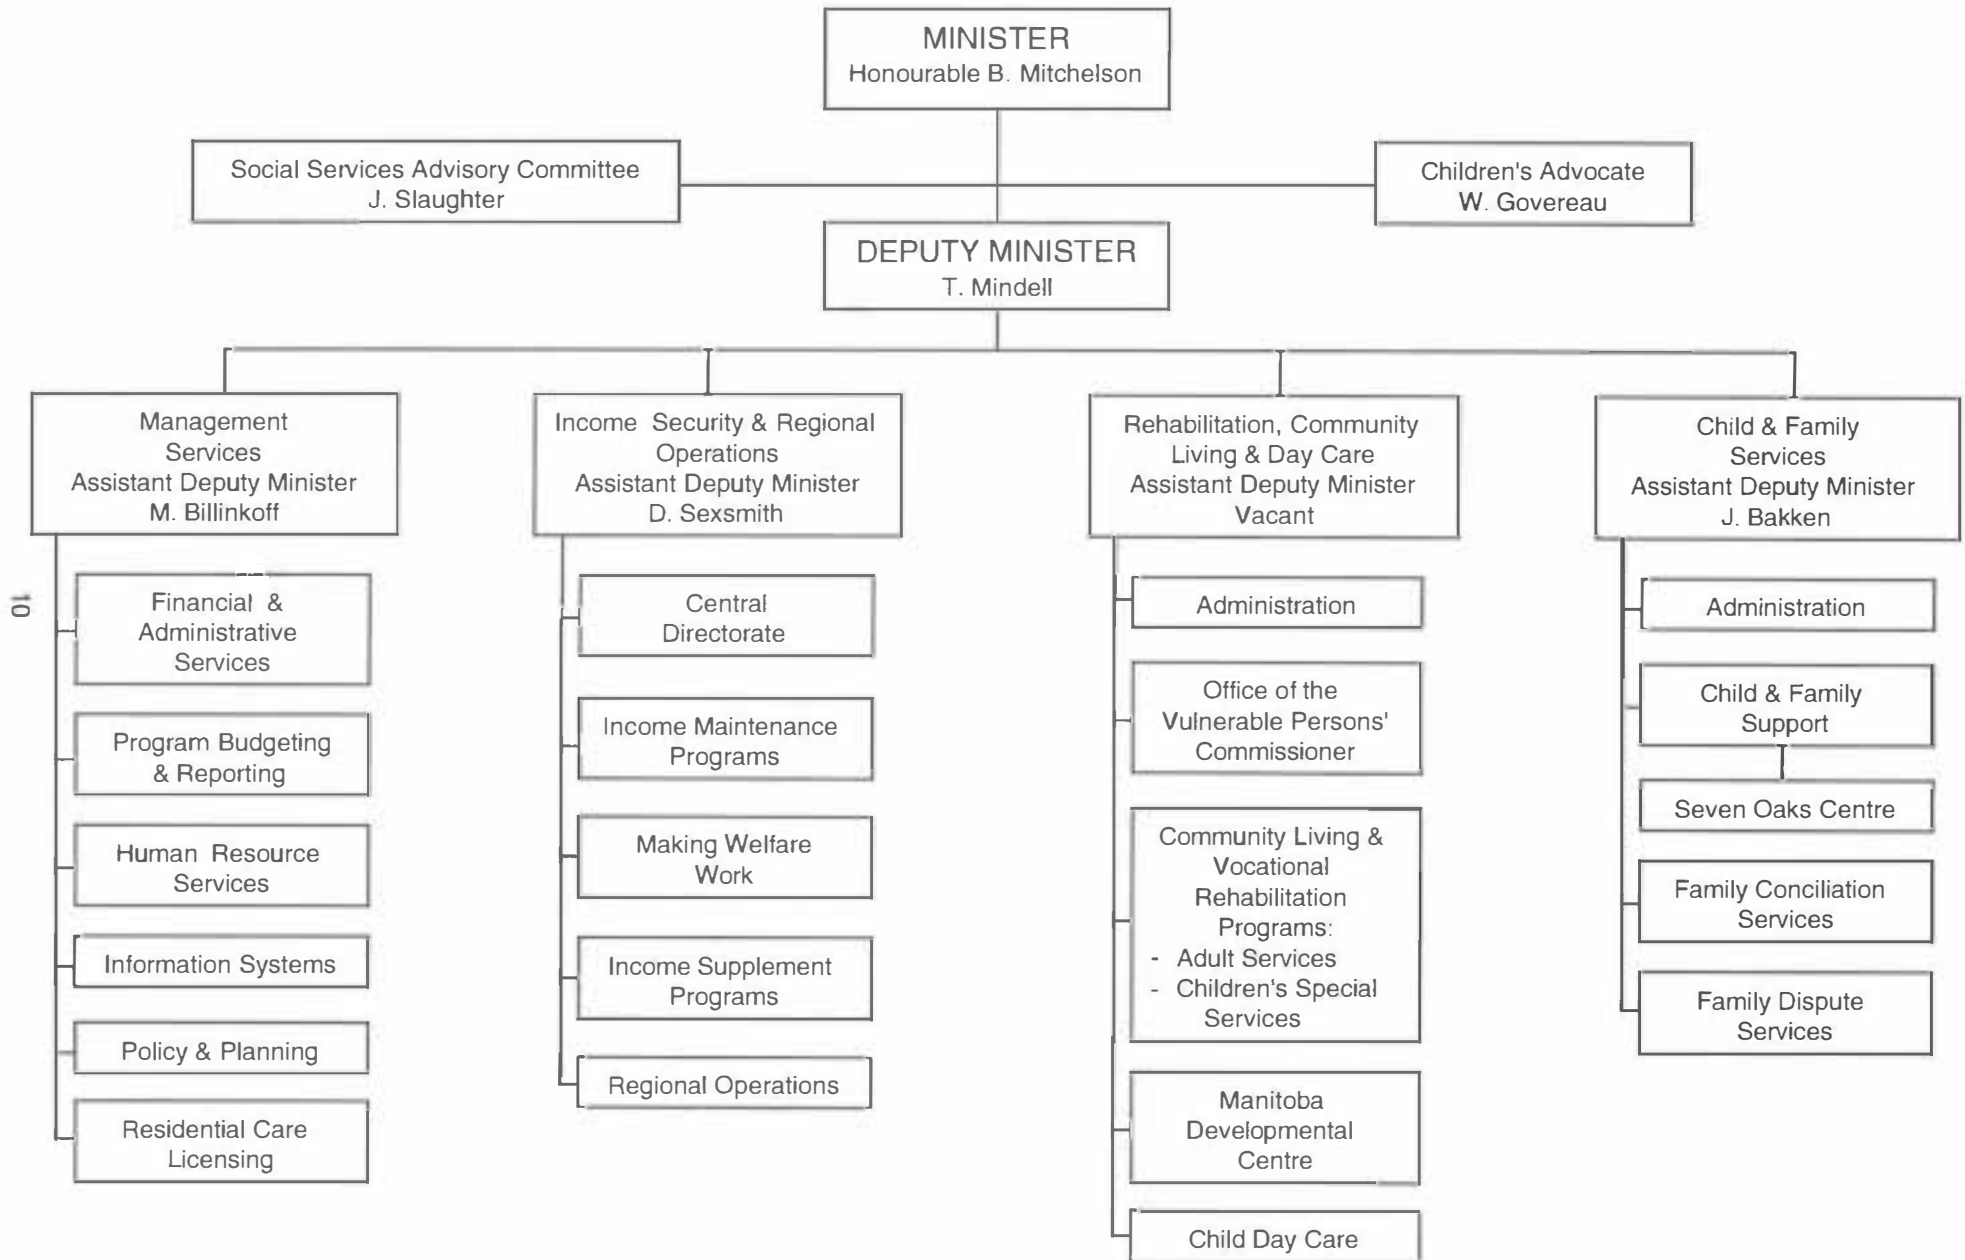 MINISTER
Honourable B. Mitchelson
Social Services Advisory Committee
J. Slaughter
Children's Advocate
W. Govereau
DEPUTY MINISTER
T. Mindell
Management
Services
Assistant Deputy Minister
M. Billinkoff
Financial &
Administrative
Services
Program Budgeting
& Reporting
Human Resource
Services
Information Systems
Policy & Planning
Residential Care
Licensing
Income Security & Regional
Operations
Assistant Deputy Minister
D. Sexsmith
Central
Directorate
Income Maintenance
Programs
Making Welfare
Work
Income Supplement
Programs
Regional Operations
Rehabilitation, Community
Living & Day Care
Assistant Deputy Minister
Vacant
Administration
Office of the
Vulnerable Persons'
Commissioner
Community Living &
Vocational
Rehabilitation
Programs:
- Adult Services
- Children's Special
Services
Manitoba
Developmental
Centre
Child Day Care
Child & Family
Services
Assistant Deputy Minister
J. Bakken
Administration
Child & Family
Support
Seven Oaks Centre
Family Conciliation
Services
Family Dispute
Services
10